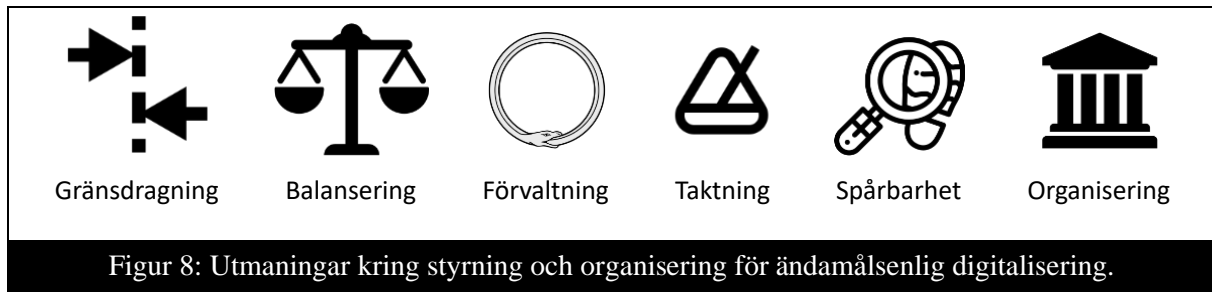 Gränsdragning Balansering Förvaltning Taktning Spårbarhet Organisering
Figur 8: Utmaningar kring styrning och organisering för ändamålsenlig digitalisering.